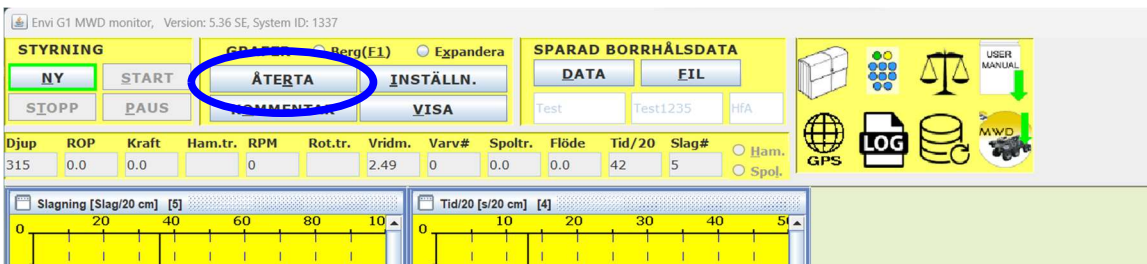 Envi G1 MWD monitor, Version: 5.36 SE, System ID: 1337
STYRNING
NY START
STOPP PAUS
GRAFER Berg(F1) Expandera
ÅTERTA INSTÄLLN.
KOMMENTAR VISA
SPARAD BORRHÅLSDATA
DATA FIL
Test Test1235 HfA
USER
MANUAL
GPS
LOG
MWD
Djup ROP Kraft Ham.tr. RPM Rot.tr. Vridm. Varv# Spoltr. Flöde Tid/20 Slag#
315 0.0 0.0 0 2.49 0 0.0 0.0 42 5
Ham.
Spol.
Slagning [Slag/20 cm] [5]
0 20 40 60 80 10
Tid/20 [s/20 cm] [4]
0 10 20 30 40 5